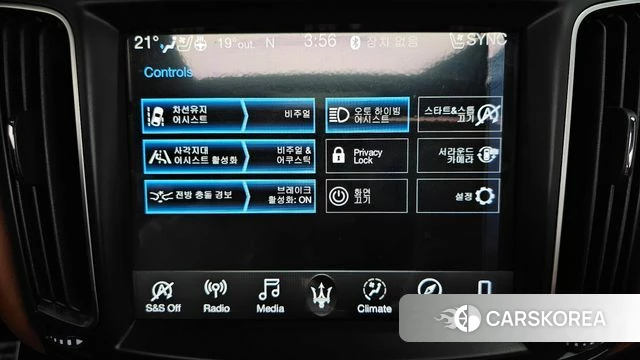 21° 19°out. N 3:56 장치 없음 SYNC
Controls
차선유지
어시스트
비주얼
오토 하이빔
어시스트
스타트&스톱
끄기
사각지대
어시스트 활성화
비주얼 &
어쿠스틱
Privacy
Lock
서라운드
카메라
전방 충돌 경보
브레이크
활성화: ON
화면
끄기
설정
S&S Off Radio Media Climate
CARSKOREA